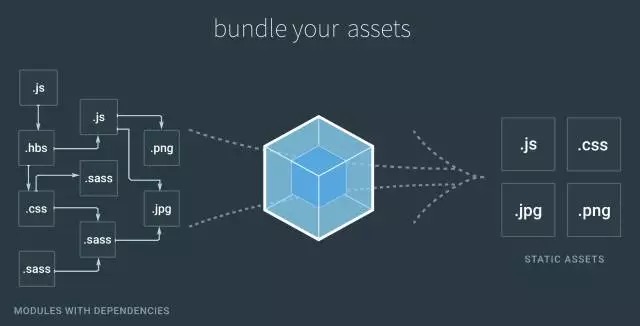 bundle your assets
.js
.js
.hbs
.png
.sass
.css
.jpg
.sass
.sass
MODULES WITH DEPENDENCIES
.js
.css
.jpg
.png
STATIC ASSETS